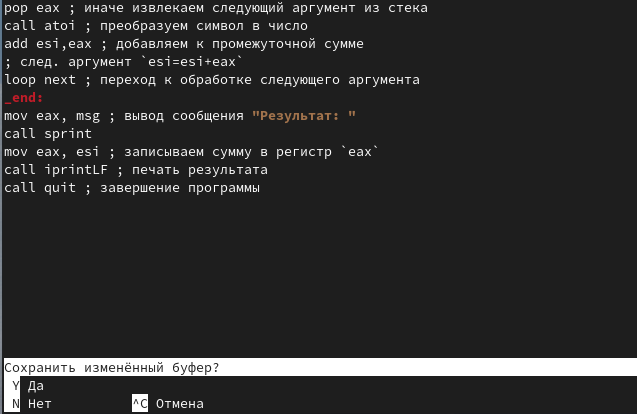 pop eax ; иначе извлекаем следующий аргумент из стека
call atoi ; преобразуем символ в число
add esi,eax ; добавляем к промежуточной сумме
; след. аргумент `esi=esi+eax`
loop next ; переход к обработке следующего аргумента
_end:
mov eax, msg ; вывод сообщения "Результат: "
call sprint
mov eax, esi ; записываем сумму в регистр `eax`
call iprintLF ; печать результата
call quit ; завершение программы
Сохранить изменённый буфер?
Y Да
N Нет ^C Отмена